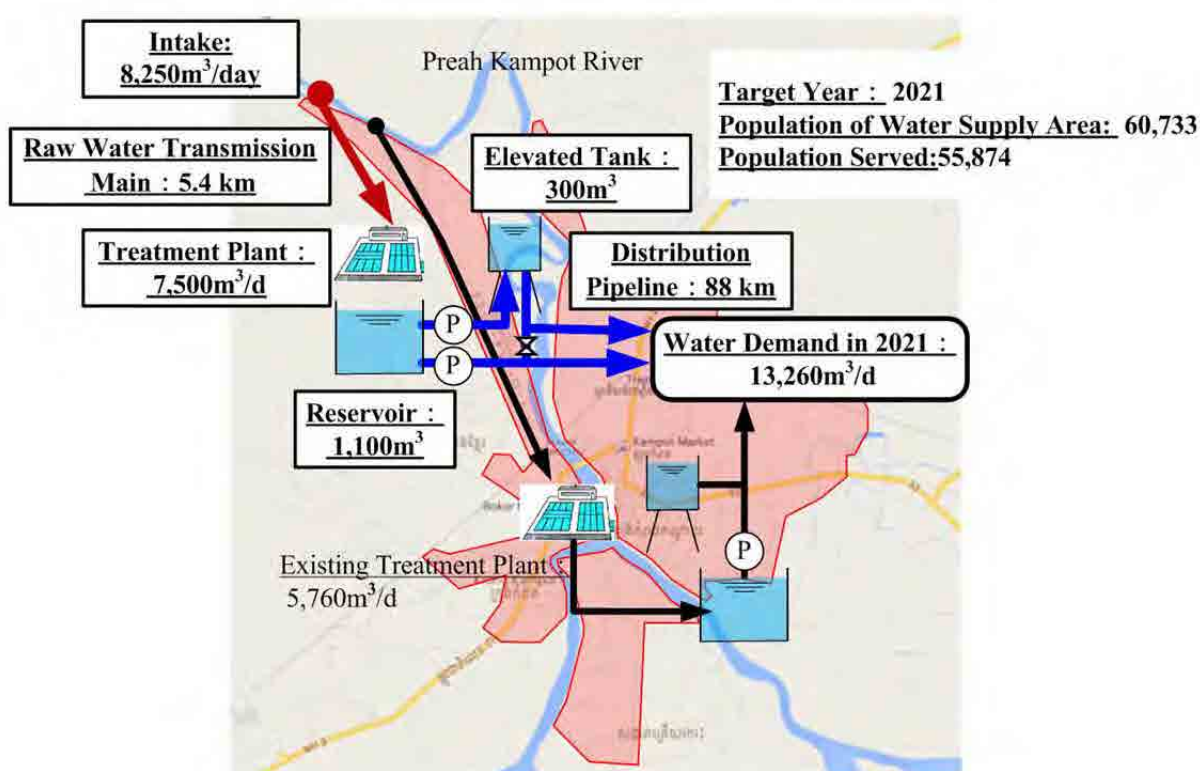 Intake:
8,250m³/day
Preah Kampot River
Target Year : 2021
Population of Water Supply Area: 60,733
Population Served:55,874
Raw Water Transmission
Main : 5.4 km
Elevated Tank :
300m³
Treatment Plant :
7,500m³/d
Distribution
Pipeline : 88 km
P
P
Water Demand in 2021 :
13,260m³/d
Reservoir :
1,100m³
Kampot Market
P
Existing Treatment Plant :
5,760m³/d